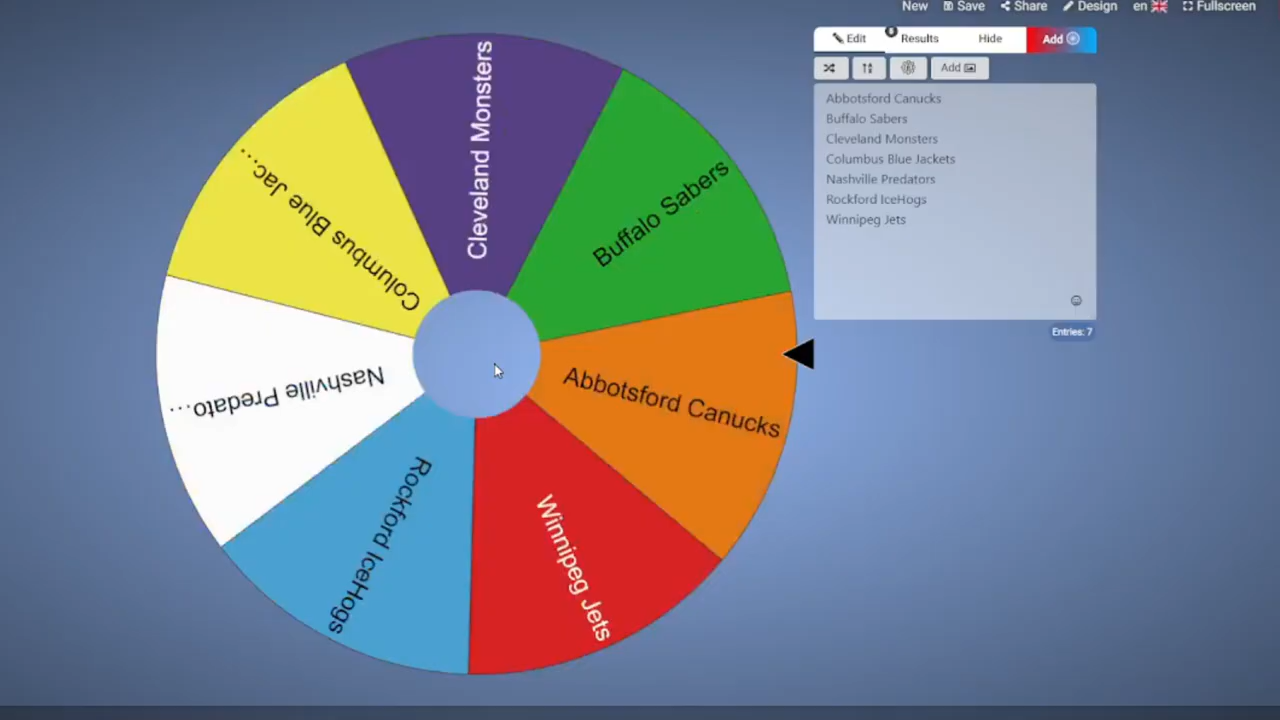 New Save Share Design en Fullscreen
Edit 0 Results Hide Add
Add
Abbotsford Canucks
Buffalo Sabers
Cleveland Monsters
Columbus Blue Jackets
Nashville Predators
Rockford IceHogs
Winnipeg Jets
Entries: 7
Cleveland Monsters
Buffalo Sabers
Abbotsford Canucks
Winnipeg Jets
Rockford IceHogs
Nashville Predato...
Columbus Blue Jac...